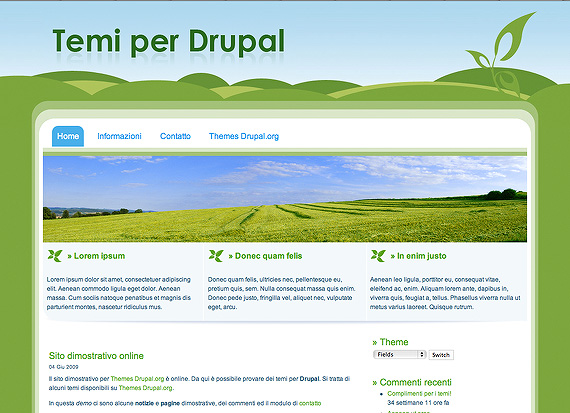 Temi per Drupal
Home Informazioni Contatto Themes Drupal.org
» Lorem ipsum
Lorem ipsum dolor sit amet, consectetuer adipiscing
elit. Aenean commodo ligula eget dolor. Aenean
massa. Cum sociis natoque penatibus et magnis dis
parturient montes, nascetur ridiculus mus.
» Donec quam felis
Donec quam felis, ultricies nec, pellentesque eu,
pretium quis, sem. Nulla consequat massa quis enim.
Donec pede justo, fringilla vel, aliquet nec, vulputate
eget, arcu.
» In enim justo
Aenean leo ligula, porttitor eu, consequat vitae,
eleifend ac, enim. Aliquam lorem ante, dapibus in,
viverra quis, feugiat a, tellus. Phasellus viverra nulla ut
metus varius laoreet. Quisque rutrum.
Sito dimostrativo online
04 Giu 2009
Il sito dimostrativo per Themes Drupal.org è online. Da qui è possibile provare dei temi per Drupal. Si tratta di
alcuni temi disponibili su Themes Drupal.org.
In questa demo ci sono alcune notizie e pagine dimostrative, dei commenti ed il modulo di contatto
» Theme
Fields Switch
» Commenti recenti
Complimenti per i temi!
34 settimane 11 ore fa